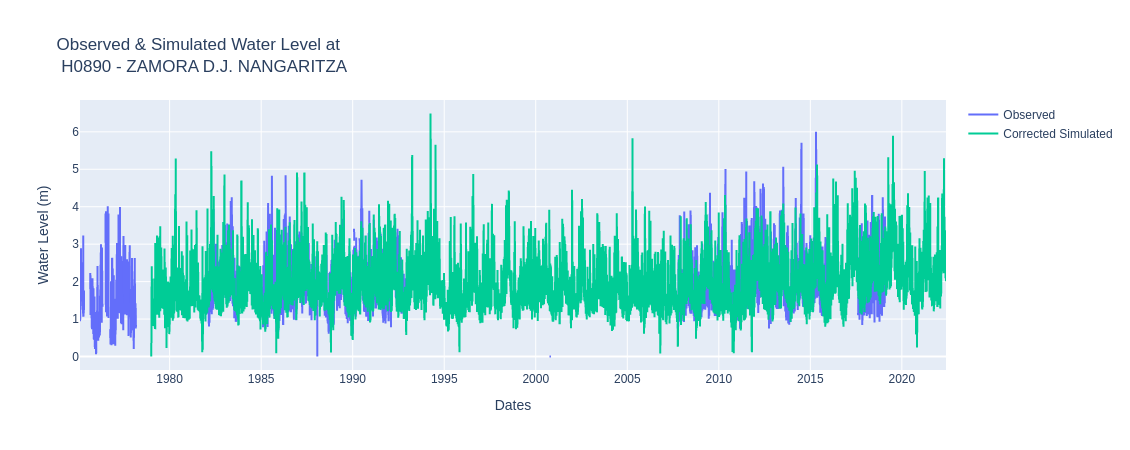 Observed & Simulated Water Level at
H0890 - ZAMORA D.J. NANGARITZA
Observed
Corrected Simulated
Water Level (m)
6
5
4
3
2
1
0
1980
1985
1990
1995
2000
2005
2010
2015
2020
Dates